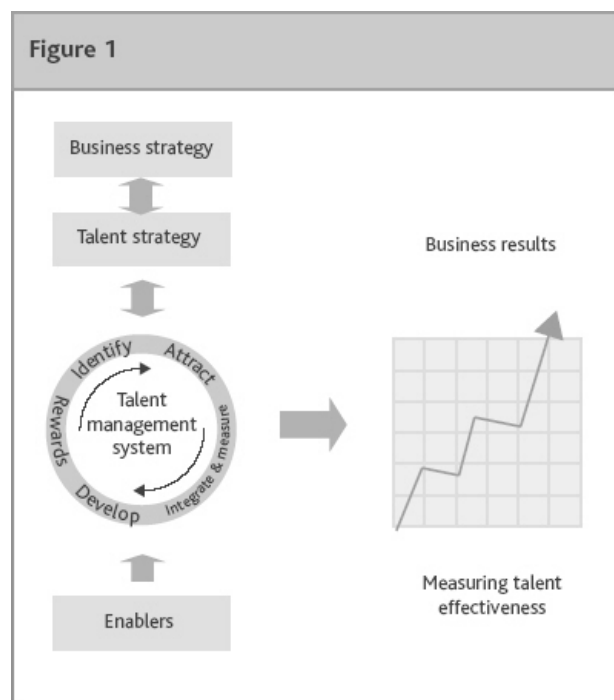 Figure 1
Business strategy
Talent strategy
Identify
Attract
Rewards
Talent
management
system
Integrate & measure
Develop
Enablers
Business results
Measuring talent
effectiveness